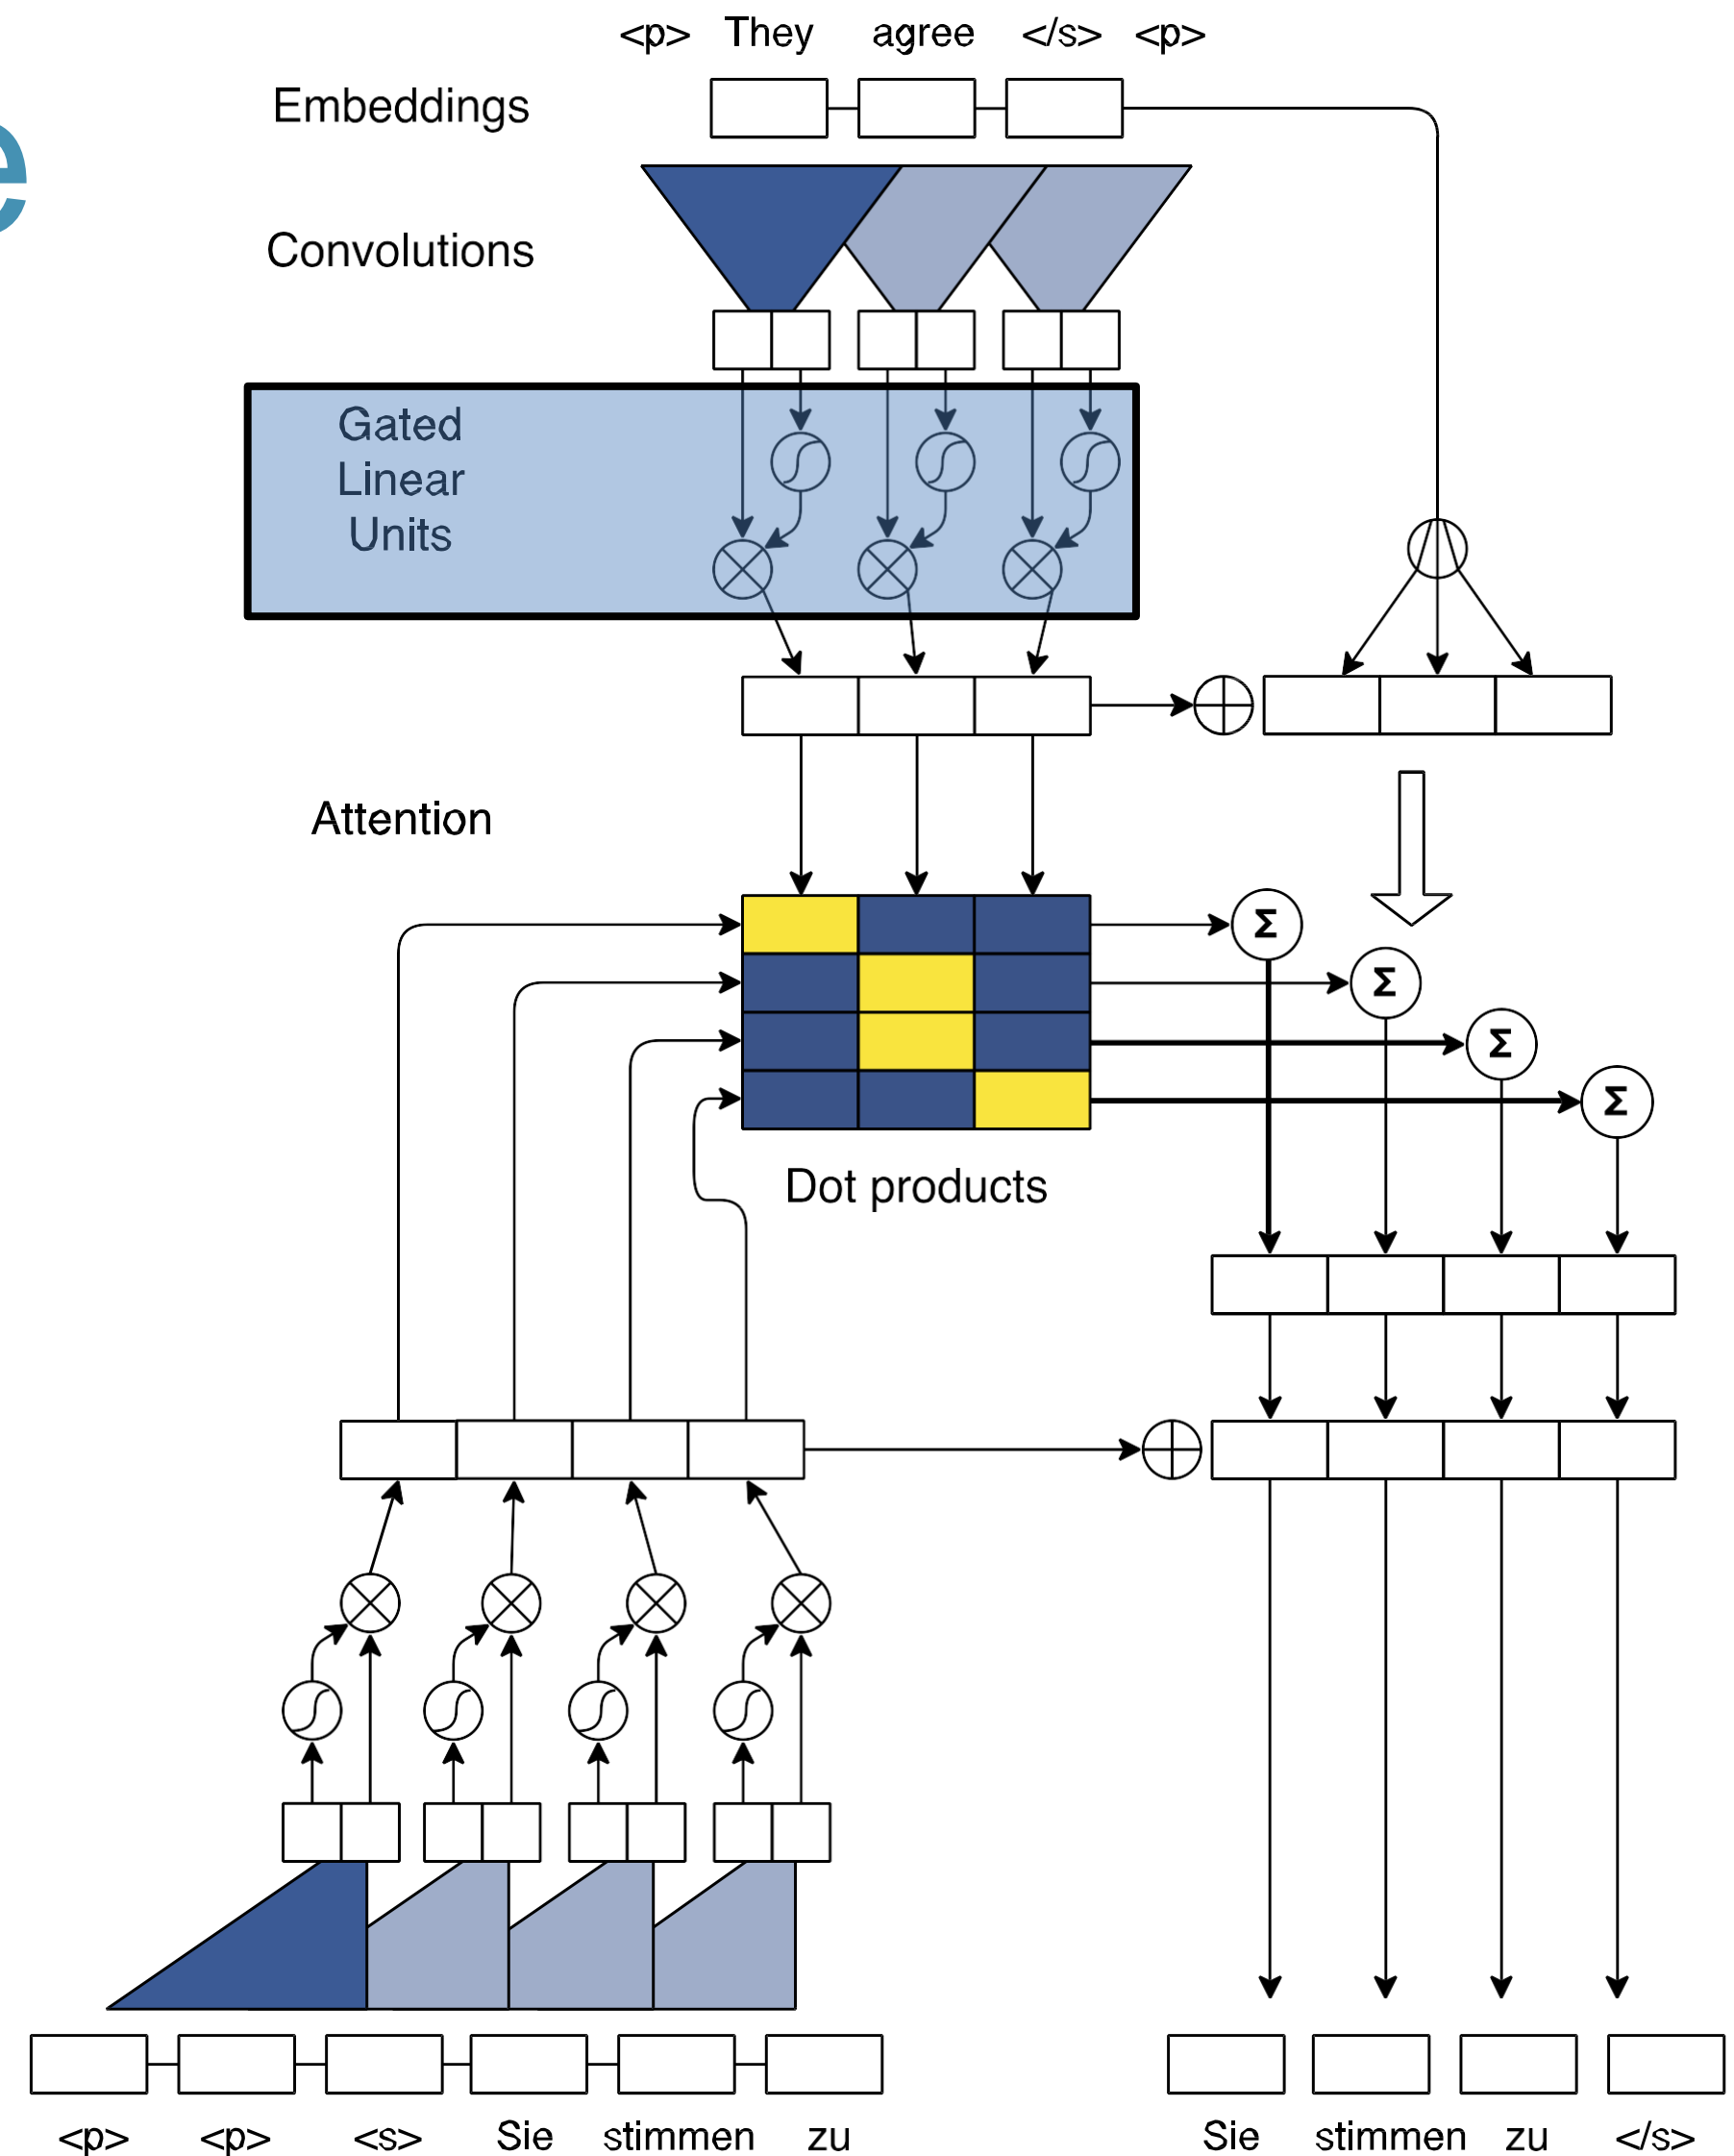 <p> They agree </s> <p>
Embeddings
e
Convolutions
Gated
Linear
Units
Attention
Σ
Σ
Σ
Σ
Dot products
<p> <p> <s> Sie stimmen zu
Sie stimmen zu </s>